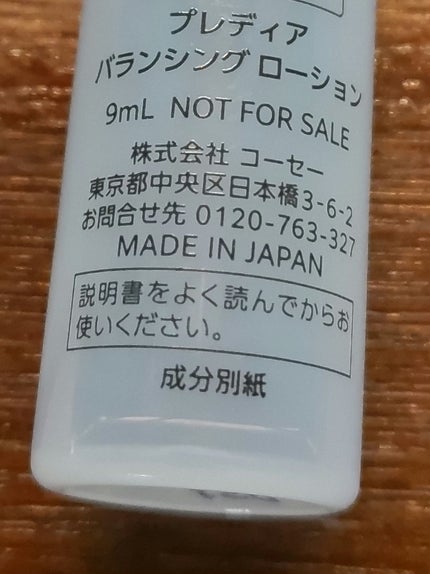 プレディア
バランシング ローション
9mL NOT FOR SALE
株式会社 コーセー
東京都中央区日本橋3-6-2
お問合せ先 0120-763-327
MADE IN JAPAN
説明書をよく読んでからお
使いください。
成分別紙